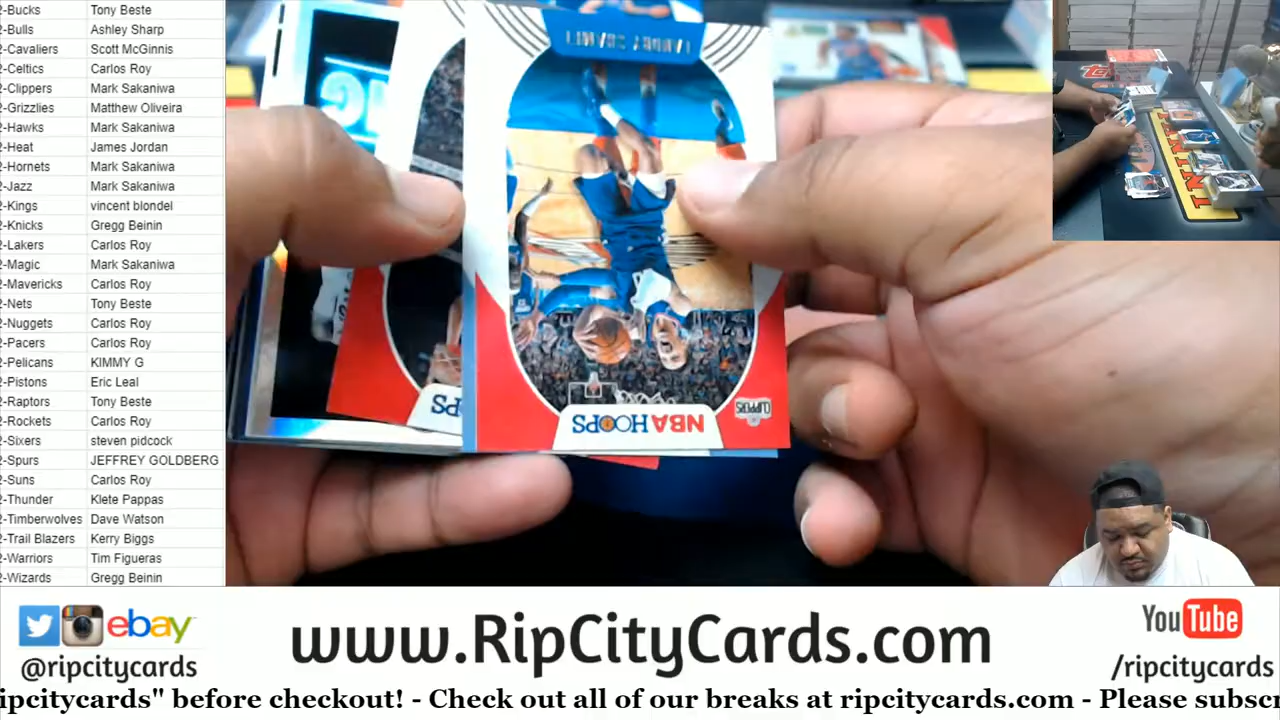 2-Bucks Tony Beste
2-Bulls Ashley Sharp
2-Cavaliers Scott McGinnis
2-Celtics Carlos Roy
2-Clippers Mark Sakaniwa
2-Grizzlies Matthew Oliveira
2-Hawks Mark Sakaniwa
2-Heat James Jordan
2-Hornets Mark Sakaniwa
2-Jazz Mark Sakaniwa
2-Kings vincent blondel
2-Knicks Gregg Beinin
2-Lakers Carlos Roy
2-Magic Mark Sakaniwa
2-Mavericks Carlos Roy
2-Nets Tony Beste
2-Nuggets Carlos Roy
2-Pacers Carlos Roy
2-Pelicans KIMMY G
2-Pistons Eric Leal
2-Raptors Tony Beste
2-Rockets Carlos Roy
2-Sixers steven pidcock
2-Spurs JEFFREY GOLDBERG
2-Suns Carlos Roy
2-Thunder Klete Pappas
2-Timberwolves Dave Watson
2-Trail Blazers Kerry Biggs
2-Warriors Tim Figueras
2-Wizards Gregg Beinin
LANDRY SHAMET
NBA HOOPS
CLIPPERS
ebay
@ripcitycards
www.RipCityCards.com
YouTube
/ripcitycards
ipcitycards" before checkout! - Check out all of our breaks at ripcitycards.com - Please subsc